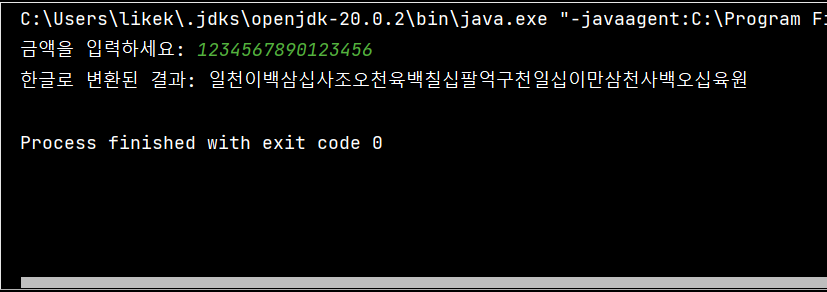 C:\Users\likek\.jdks\openjdk-20.0.2\bin\java.exe "-javaagent:C:\Program Fi
금액을 입력하세요: 1234567890123456
한글로 변환된 결과: 일천이백삼십사조오천육백칠십팔억구천일십이만삼천사백오십육원
Process finished with exit code 0